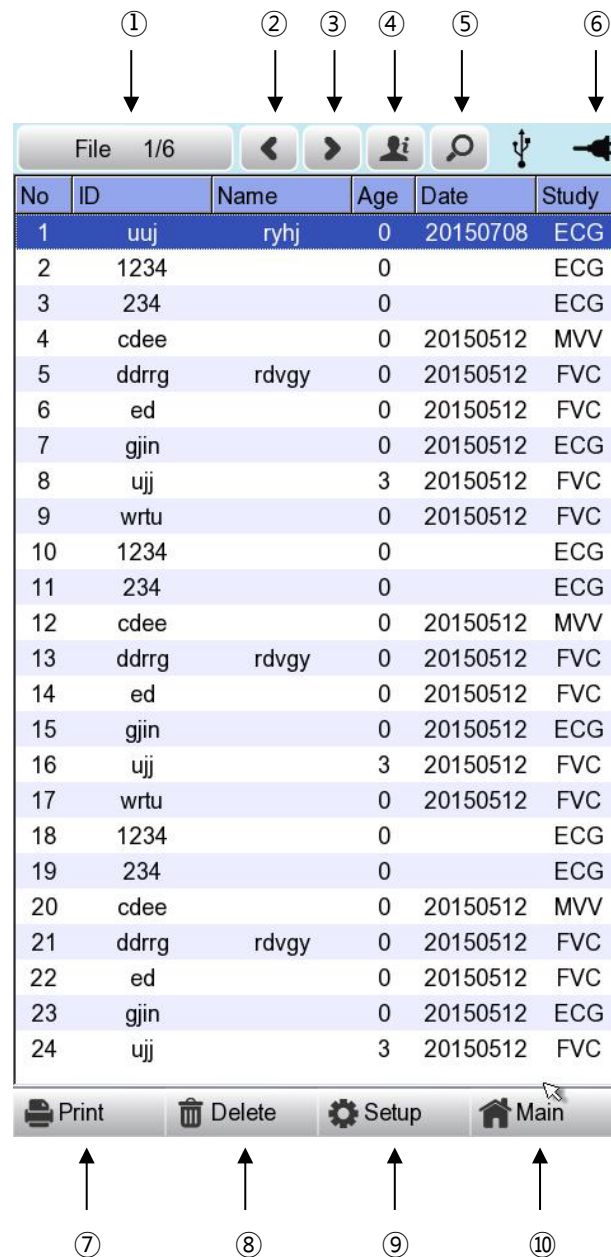 ① ② ③ ④ ⑤ ⑥
File 1/6
No ID Name Age Date Study
1 uuj ryhj 0 20150708 ECG
2 1234 0 ECG
3 234 0 ECG
4 cdee 0 20150512 MVV
5 ddrrg rdvgy 0 20150512 FVC
6 ed 0 20150512 FVC
7 gjin 0 20150512 ECG
8 ujj 3 20150512 FVC
9 wrtu 0 20150512 FVC
10 1234 0 ECG
11 234 0 ECG
12 cdee 0 20150512 MVV
13 ddrrg rdvgy 0 20150512 FVC
14 ed 0 20150512 FVC
15 gjin 0 20150512 ECG
16 ujj 3 20150512 FVC
17 wrtu 0 20150512 FVC
18 1234 0 ECG
19 234 0 ECG
20 cdee 0 20150512 MVV
21 ddrrg rdvgy 0 20150512 FVC
22 ed 0 20150512 FVC
23 gjin 0 20150512 ECG
24 ujj 3 20150512 FVC
Print Delete Setup Main
⑦ ⑧ ⑨ ⑩